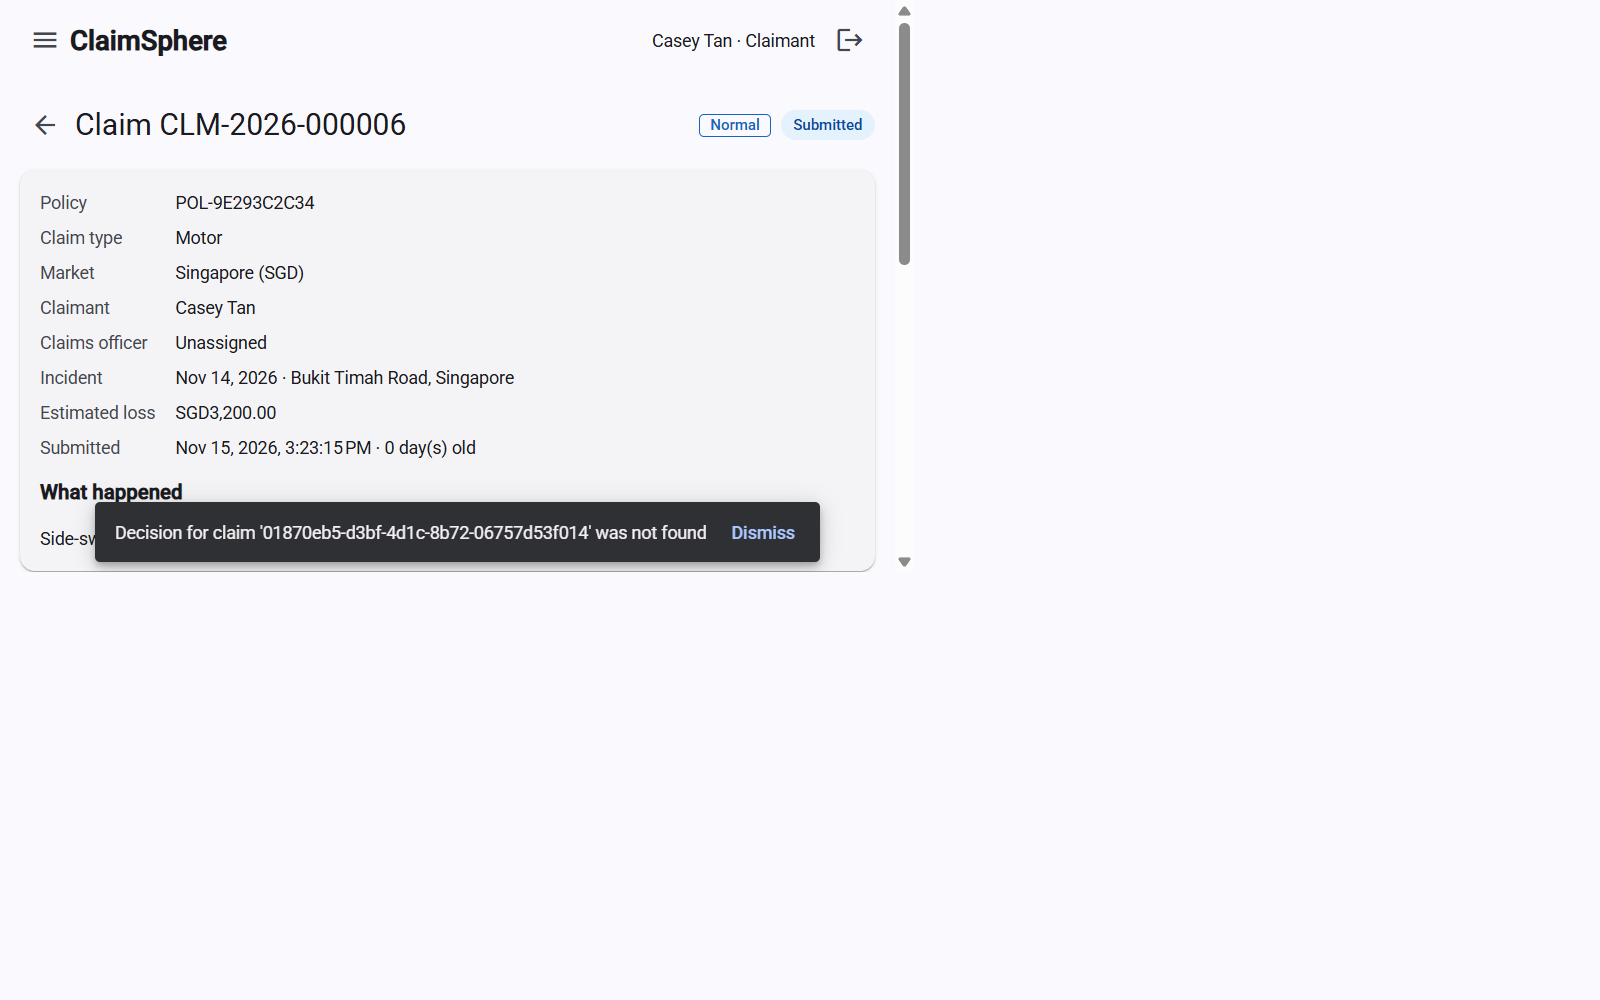 ClaimSphere
Casey Tan · Claimant
Claim CLM-2026-000006
Normal
Submitted
Policy POL-9E293C2C34
Claim type Motor
Market Singapore (SGD)
Claimant Casey Tan
Claims officer Unassigned
Incident Nov 14, 2026 · Bukit Timah Road, Singapore
Estimated loss SGD3,200.00
Submitted Nov 15, 2026, 3:23:15 PM · 0 day(s) old
What happened
Decision for claim '01870eb5-d3bf-4d1c-8b72-06757d53f014' was not found Dismiss